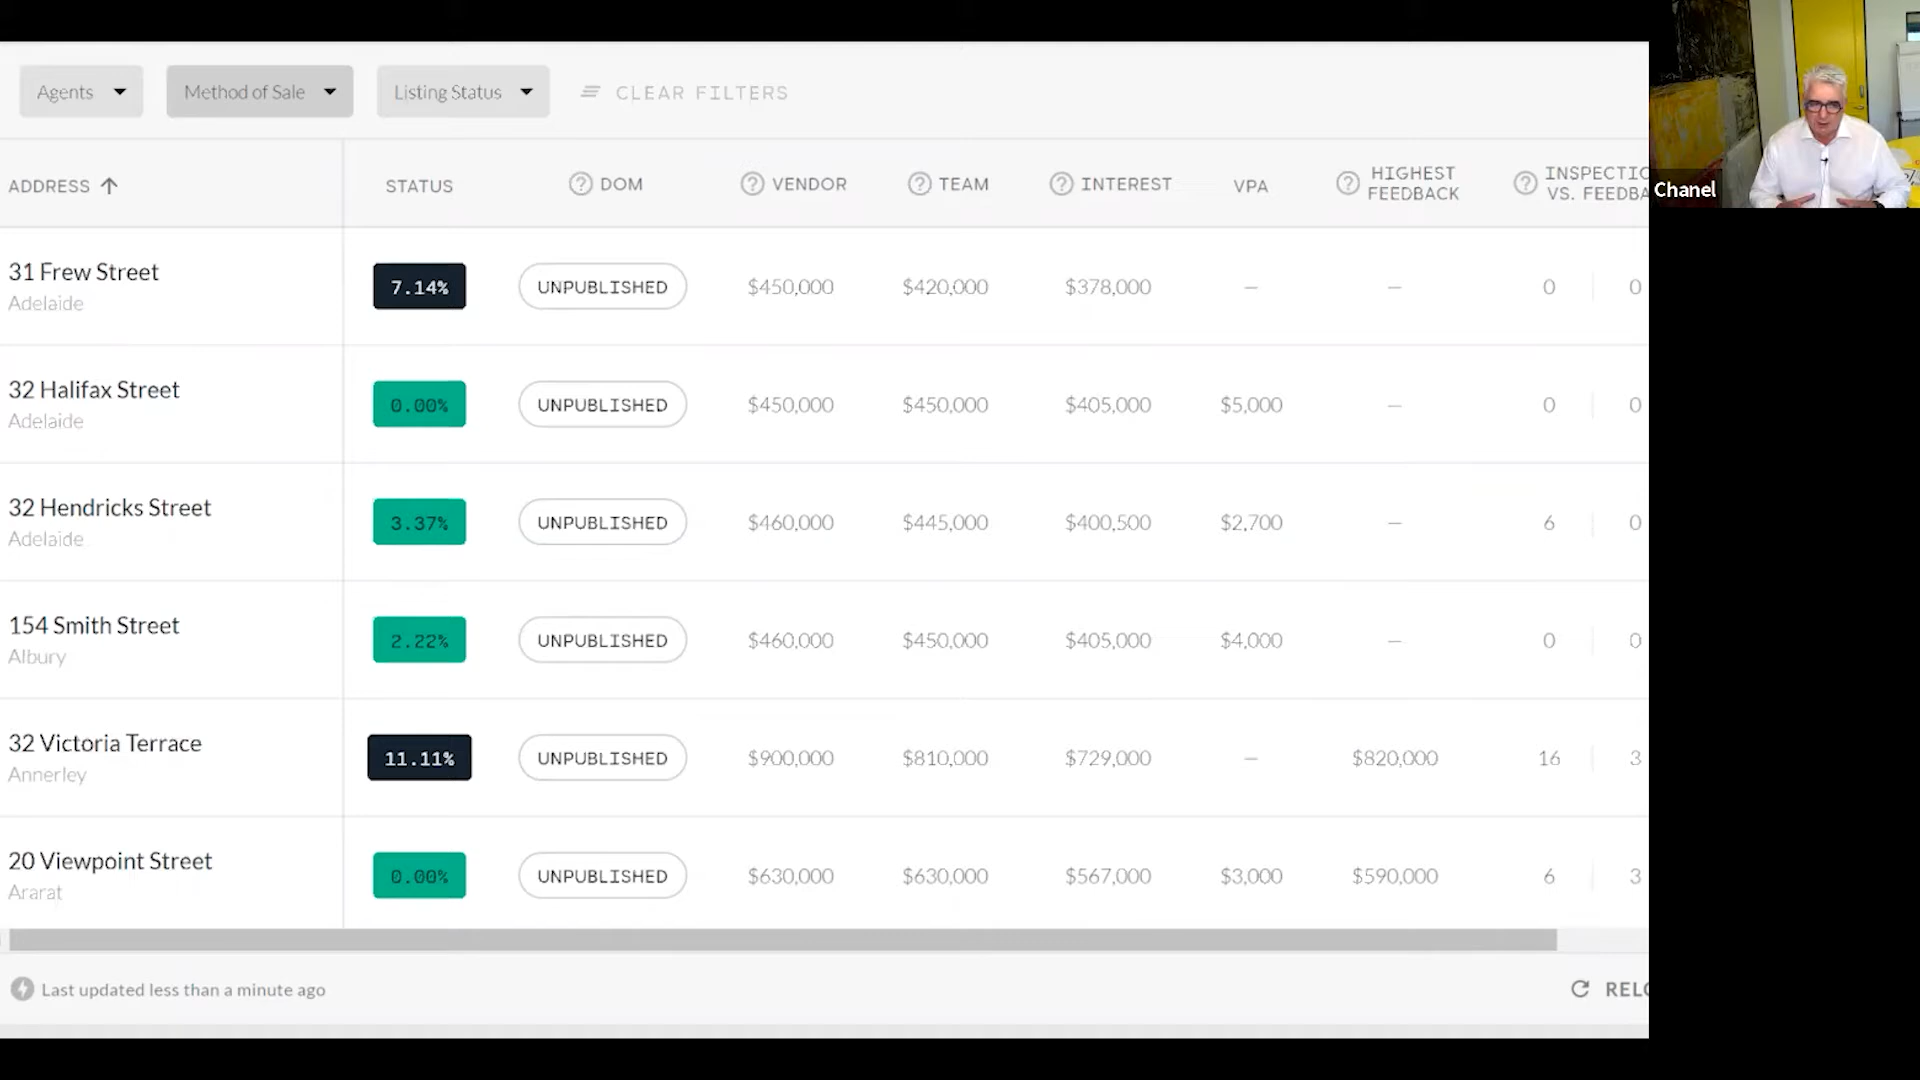 Agents
Method of Sale
Listing Status
CLEAR FILTERS
ADDRESS
STATUS
DOM
VENDOR
TEAM
INTEREST
VPA
HIGHEST
FEEDBACK
INSPECTIO
VS. FEEDBA
Chanel
31 Frew Street
Adelaide
7.14%
UNPUBLISHED
$450,000
$420,000
$378,000
—
—
0
0
32 Halifax Street
Adelaide
0.00%
UNPUBLISHED
$450,000
$450,000
$405,000
$5,000
—
0
0
32 Hendricks Street
Adelaide
3.37%
UNPUBLISHED
$460,000
$445,000
$400,500
$2,700
—
6
0
154 Smith Street
Albury
2.22%
UNPUBLISHED
$460,000
$450,000
$405,000
$4,000
—
0
0
32 Victoria Terrace
Annerley
11.11%
UNPUBLISHED
$900,000
$810,000
$729,000
—
$820,000
16
3
20 Viewpoint Street
Ararat
0.00%
UNPUBLISHED
$630,000
$630,000
$567,000
$3,000
$590,000
6
3
Last updated less than a minute ago
RELO